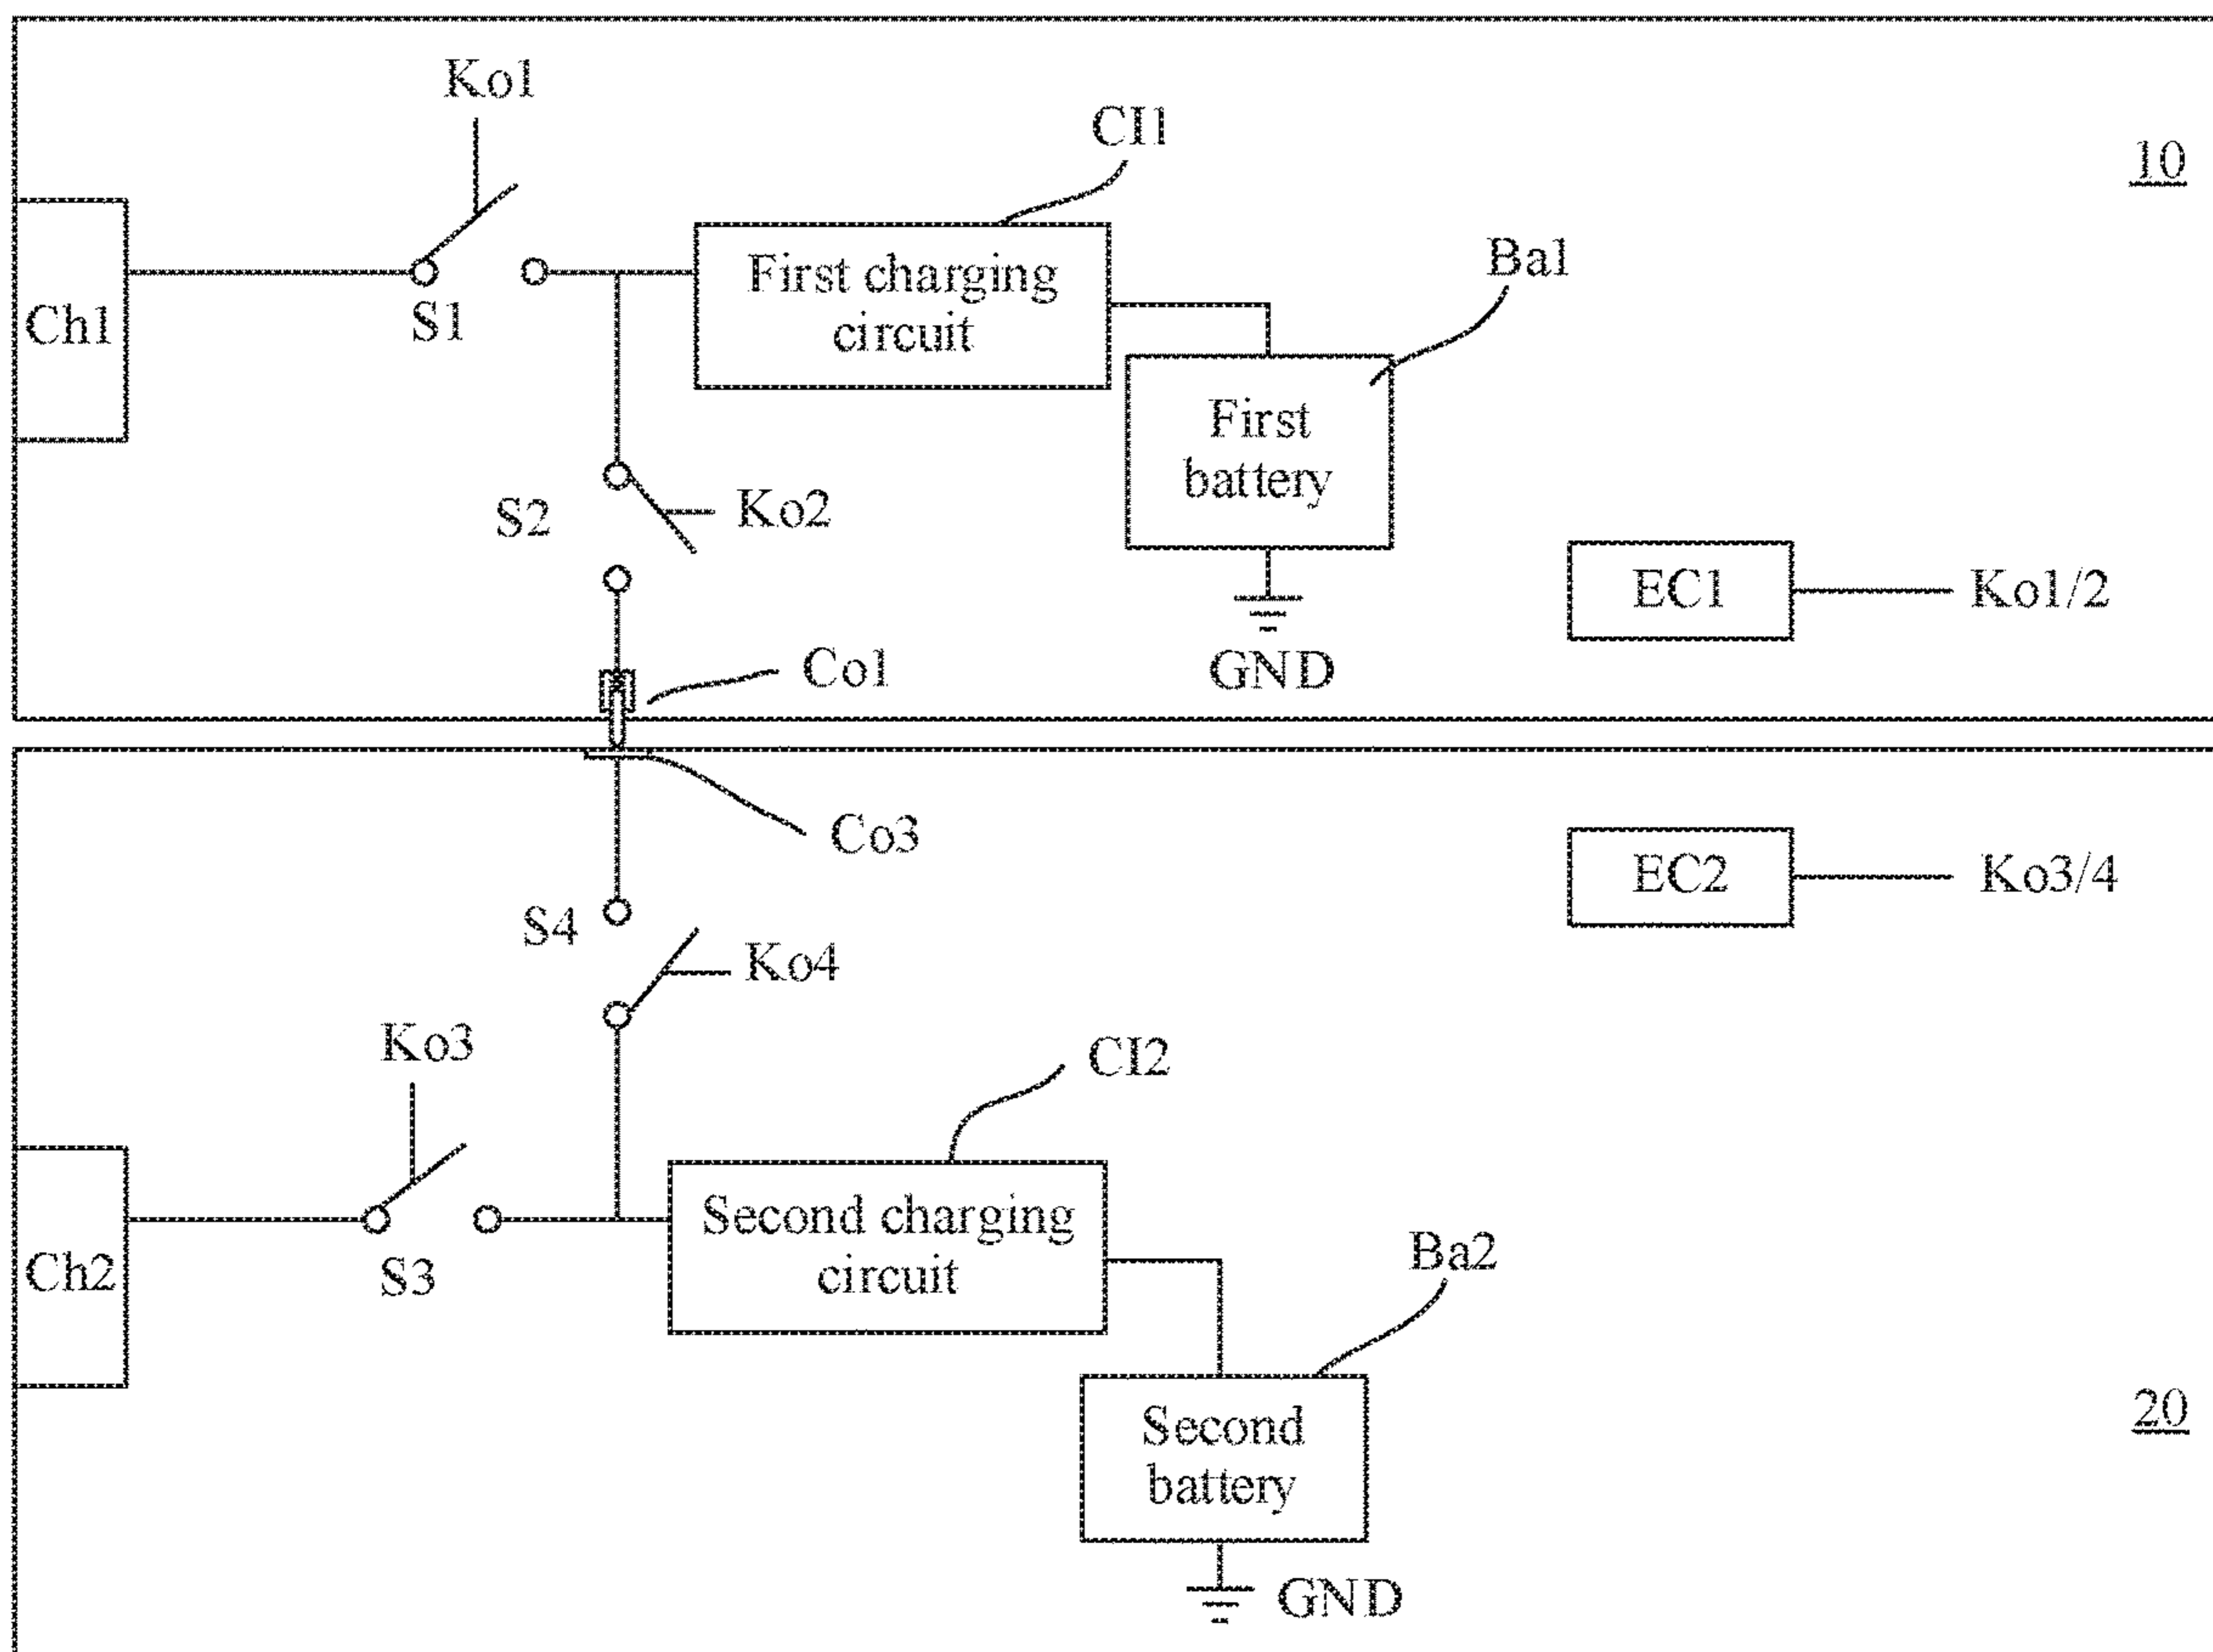 Ko1
CI1
10
Ba1
Ch1
S1
First charging
circuit
First
battery
S2
Ko2
EC1
Ko1/2
Co1
GND
Co3
EC2
Ko3/4
S4
Ko4
Ko3
CI2
Ch2
S3
Second charging
circuit
Ba2
Second
battery
20
GND